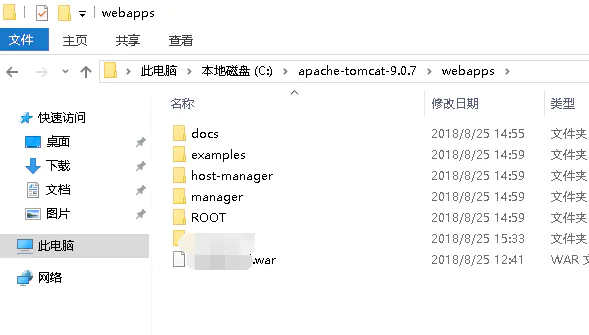 webapps
文件 主页 共享 查看
此电脑 本地磁盘 (C:) apache-tomcat-9.0.7 webapps
名称 修改日期 类型
快速访问
桌面
下载
文档
图片
此电脑
网络
docs 2018/8/25 14:55 文件夹
examples 2018/8/25 14:59 文件夹
host-manager 2018/8/25 14:59 文件夹
manager 2018/8/25 14:59 文件夹
ROOT 2018/8/25 14:59 文件夹
2018/8/25 15:33 文件夹
.war 2018/8/25 12:41 WAR